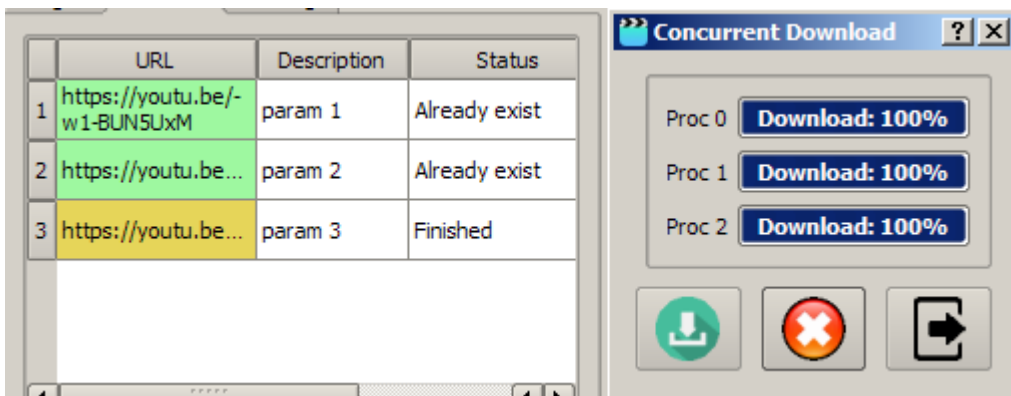 URL Description Status
1 https://youtu.be/-
w1-BUN5UxM param 1 Already exist
2 https://youtu.be... param 2 Already exist
3 https://youtu.be... param 3 Finished
Concurrent Download ? X
Proc 0 Download: 100%
Proc 1 Download: 100%
Proc 2 Download: 100%